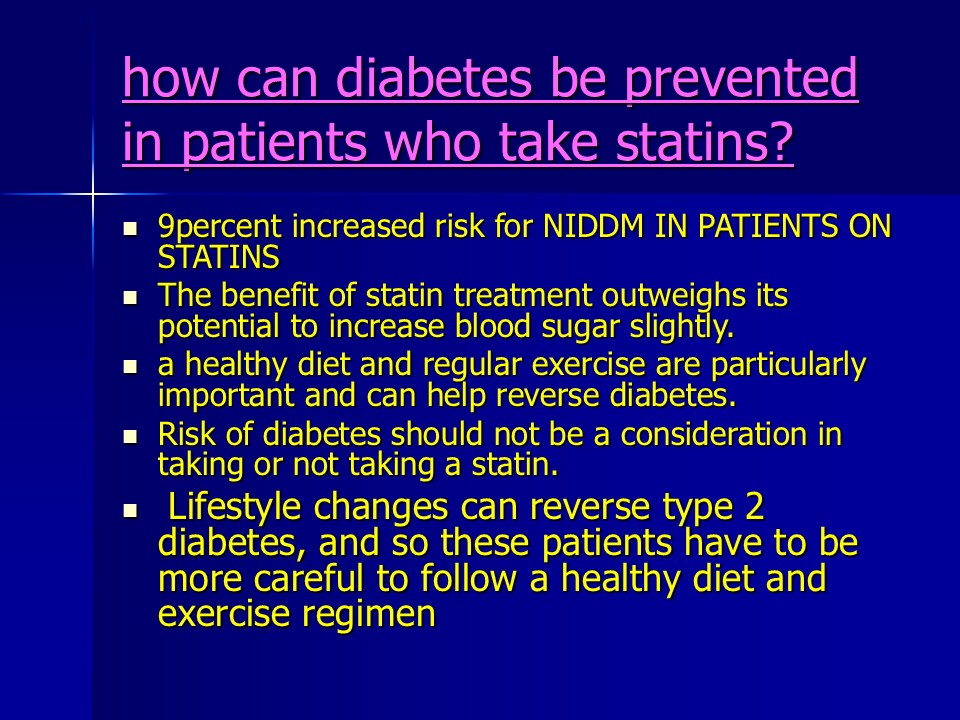 how can diabetes be prevented
in patients who take statins?
9percent increased risk for NIDDM IN PATIENTS ON
STATINS
The benefit of statin treatment outweighs its
potential to increase blood sugar slightly.
a healthy diet and regular exercise are particularly
important and can help reverse diabetes.
Risk of diabetes should not be a consideration in
taking or not taking a statin.
Lifestyle changes can reverse type 2
diabetes, and so these patients have to be
more careful to follow a healthy diet and
exercise regimen